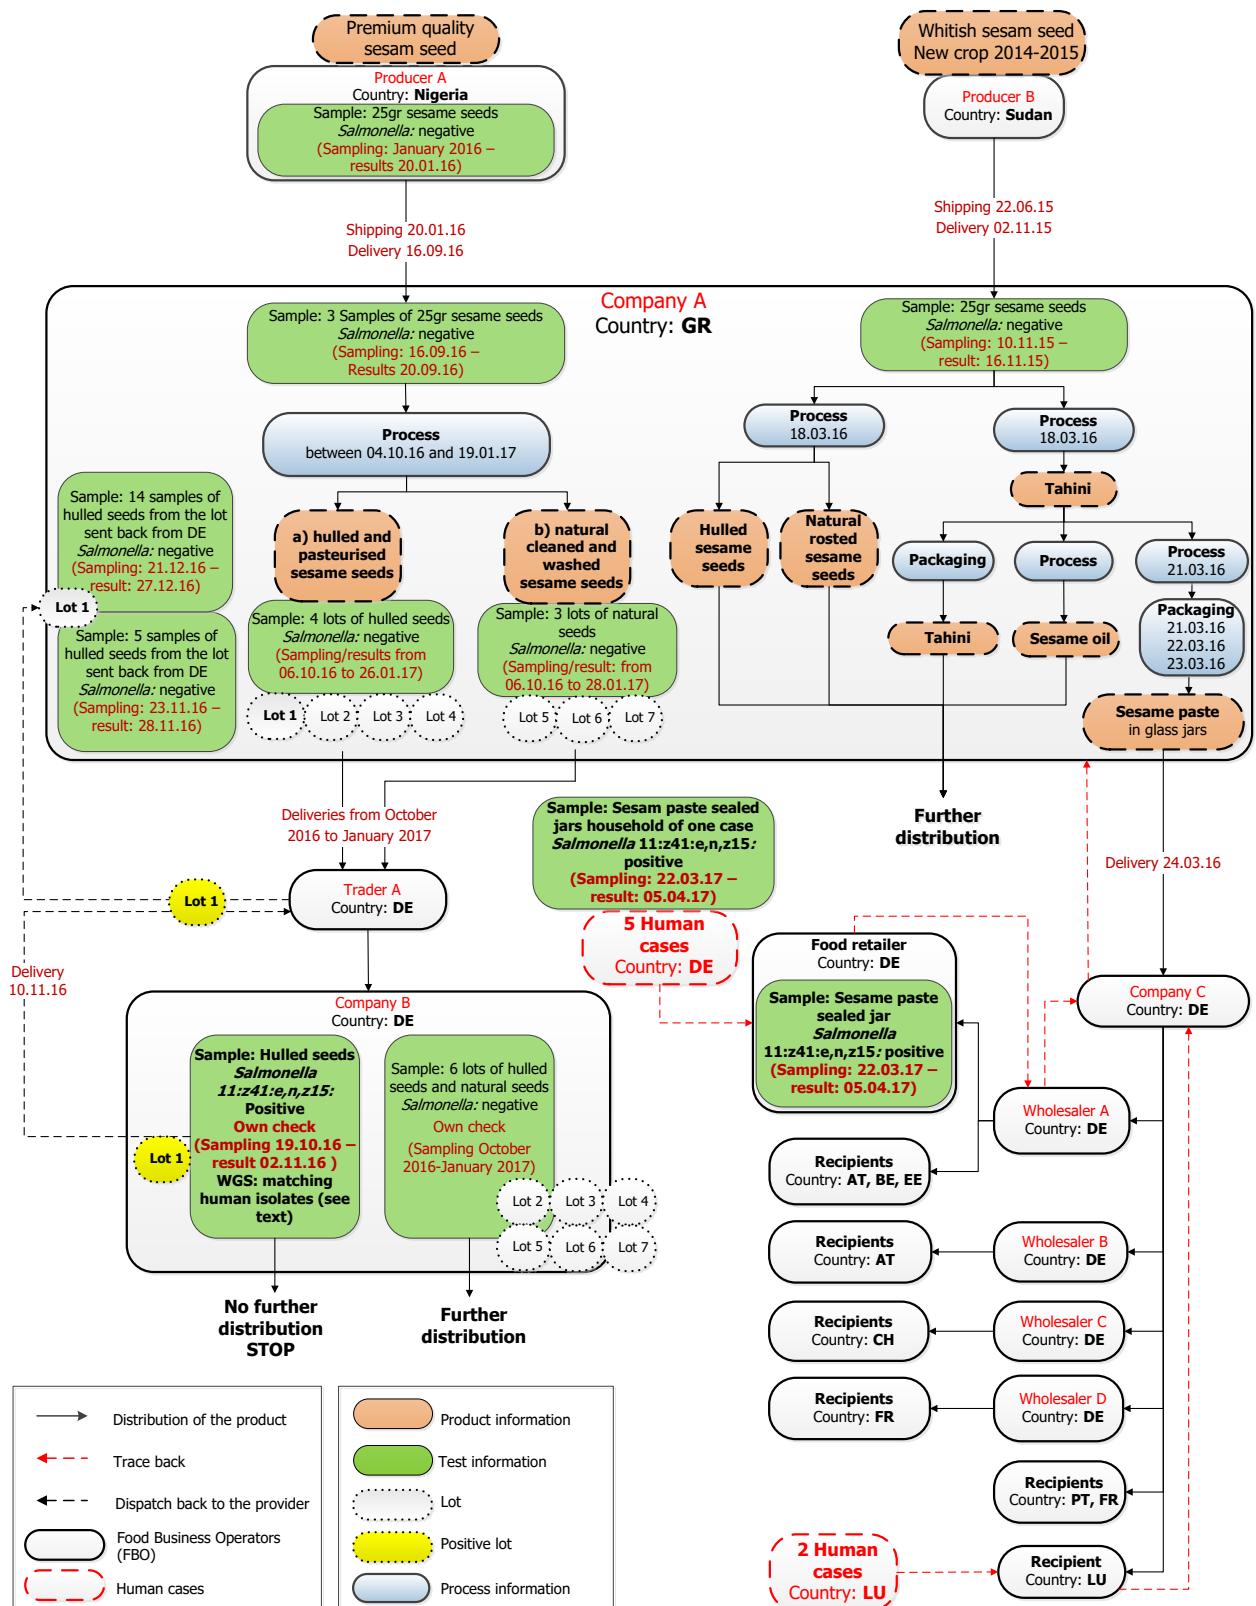 Premium quality
sesam seed
Whitish sesam seed
New crop 2014-2015
Producer A
Country: Nigeria
Sample: 25gr sesame seeds
Salmonella: negative
(Sampling: January 2016 –
results 20.01.16)
Producer B
Country: Sudan
Shipping 20.01.16
Delivery 16.09.16
Shipping 22.06.15
Delivery 02.11.15
Company A
Country: GR
Sample: 3 Samples of 25gr sesame seeds
Salmonella: negative
(Sampling: 16.09.16 –
Results 20.09.16)
Sample: 25gr sesame seeds
Salmonella: negative
(Sampling: 10.11.15 –
result: 16.11.15)
Process
between 04.10.16 and 19.01.17
Process
18.03.16
Process
18.03.16
Sample: 14 samples of
hulled seeds from the lot
sent back from DE
Salmonella: negative
(Sampling: 21.12.16 –
result: 27.12.16)
Lot 1
Sample: 5 samples of
hulled seeds from the lot
sent back from DE
Salmonella: negative
(Sampling: 23.11.16 –
result: 28.11.16)
a) hulled and
pasteurised
sesame seeds
b) natural
cleaned and
washed
sesame seeds
Hulled
sesame
seeds
Natural
rosted
sesame
seeds
Tahini
Packaging
Process
Process
21.03.16
Tahini
Sesame oil
Packaging
21.03.16
22.03.16
23.03.16
Sesame paste
in glass jars
Sample: 4 lots of hulled seeds
Salmonella: negative
(Sampling/results from
06.10.16 to 26.01.17)
Sample: 3 lots of natural
seeds
Salmonella: negative
(Sampling/result: from
06.10.16 to 28.01.17)
Lot 1
Lot 2
Lot 3
Lot 4
Lot 5
Lot 6
Lot 7
Deliveries from October
2016 to January 2017
Sample: Sesam paste sealed
jars household of one case
Salmonella 11:z41:e,n,z15:
positive
(Sampling: 22.03.17 –
result: 05.04.17)
Further
distribution
Delivery 24.03.16
Trader A
Country: DE
Lot 1
5 Human
cases
Country: DE
Food retailer
Country: DE
Sample: Sesame paste
sealed jar
Salmonella
11:z41:e,n,z15: positive
(Sampling: 22.03.17 –
result: 05.04.17)
Delivery
10.11.16
Company B
Country: DE
Sample: Hulled seeds
Salmonella
11:z41:e,n,z15:
Positive
Own check
(Sampling 19.10.16 –
result 02.11.16 )
WGS: matching
human isolates (see
text)
Lot 1
Sample: 6 lots of hulled
seeds and natural seeds
Salmonella: negative
Own check
(Sampling October
2016-January 2017)
Lot 2
Lot 3
Lot 4
Lot 5
Lot 6
Lot 7
No further
distribution
STOP
Further
distribution
Company C
Country: DE
Wholesaler A
Country: DE
Recipients
Country: AT, BE, EE
Recipients
Country: AT
Wholesaler B
Country: DE
Recipients
Country: CH
Wholesaler C
Country: DE
Recipients
Country: FR
Wholesaler D
Country: DE
Recipients
Country: PT, FR
2 Human
cases
Country: LU
Recipient
Country: LU
Distribution of the product
Trace back
Dispatch back to the provider
Food Business Operators
(FBO)
Human cases
Product information
Test information
Lot
Positive lot
Process information